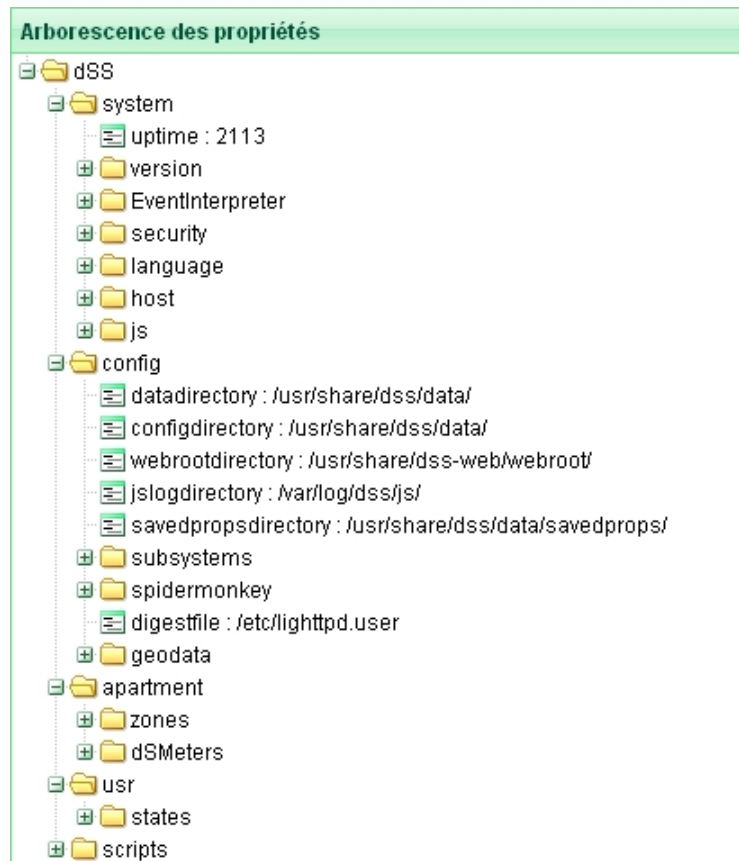 Arborescence des propriétés
dSS
system
uptime : 2113
version
EventInterpreter
security
language
host
js
config
datadirectory : /usr/share/dss/data/
configdirectory : /usr/share/dss/data/
webrootdirectory : /usr/share/dss-web/webroot/
jslogdirectory : /var/log/dss/js/
savedpropsdirectory : /usr/share/dss/data/savedprops/
subsystems
spidermonkey
digestfile : /etc/lighttpd.user
geodata
apartment
zones
dSMeters
usr
states
scripts